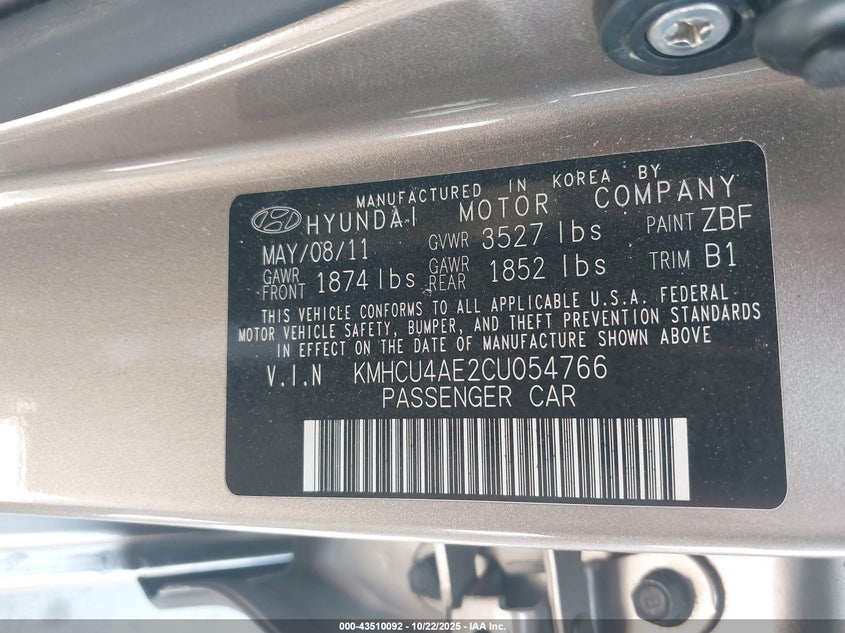 MANUFACTURED IN KOREA BY
HYUNDAI MOTOR COMPANY
MAY/08/11 GVWR 3527 lbs PAINT ZBF
GAWR FRONT 1874 lbs GAWR REAR 1852 lbs TRIM B1
THIS VEHICLE CONFORMS TO ALL APPLICABLE U.S.A. FEDERAL
MOTOR VEHICLE SAFETY, BUMPER, AND THEFT PREVENTION STANDARDS
IN EFFECT ON THE DATE OF MANUFACTURE SHOWN ABOVE
V.I.N KMHCU4AE2CU054766
PASSENGER CAR
000-43510092 - 10/22/2025 - IAA Inc.